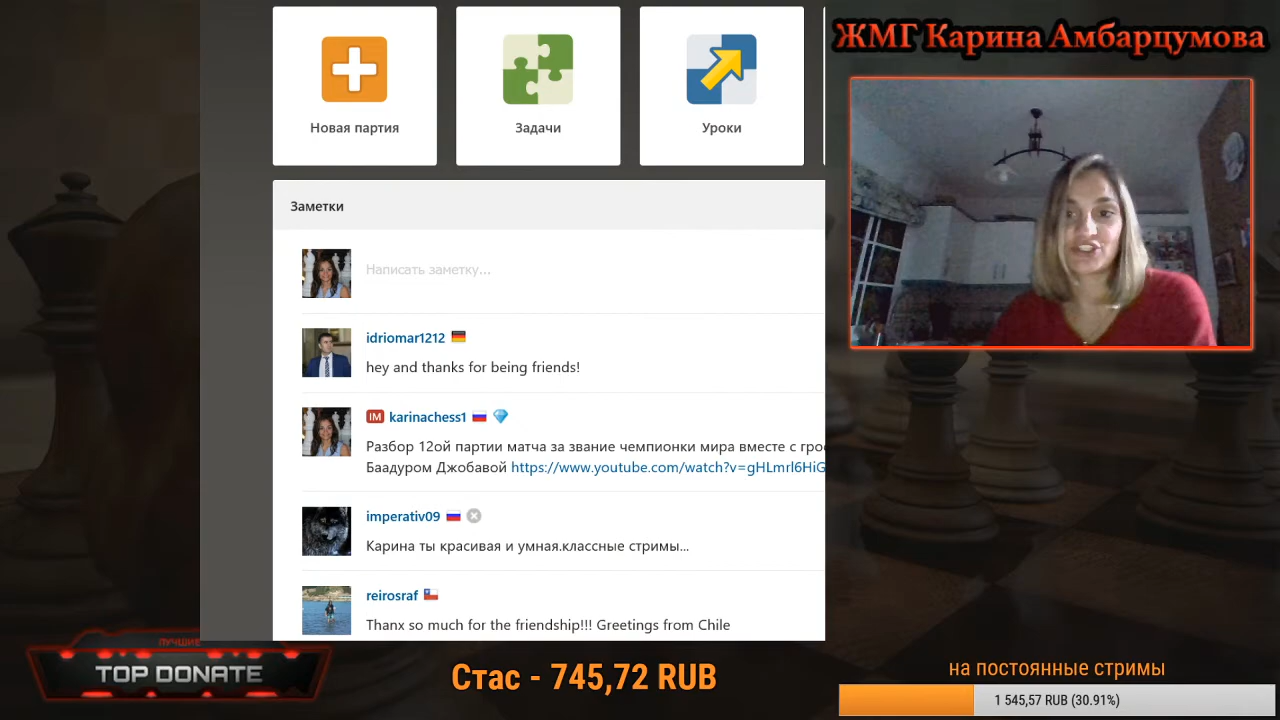 ЖМГ Карина Амбарцумова
Новая партия
Задачи
Уроки
Заметки
Написать заметку...
idriomar1212
hey and thanks for being friends!
IM karinachess1
Разбор 12ой партии матча за звание чемпионки мира вместе с грос
Баадуром Джобавой https://www.youtube.com/watch?v=gHLmrl6HiG
imperativ09
Карина ты красивая и умная.классные стримы...
reirosraf
Thanx so much for the friendship!!! Greetings from Chile
ЛУЧШИЕ
TOP DONATE
Стас - 745,72 RUB
на постоянные стримы
1 545,57 RUB (30.91%)